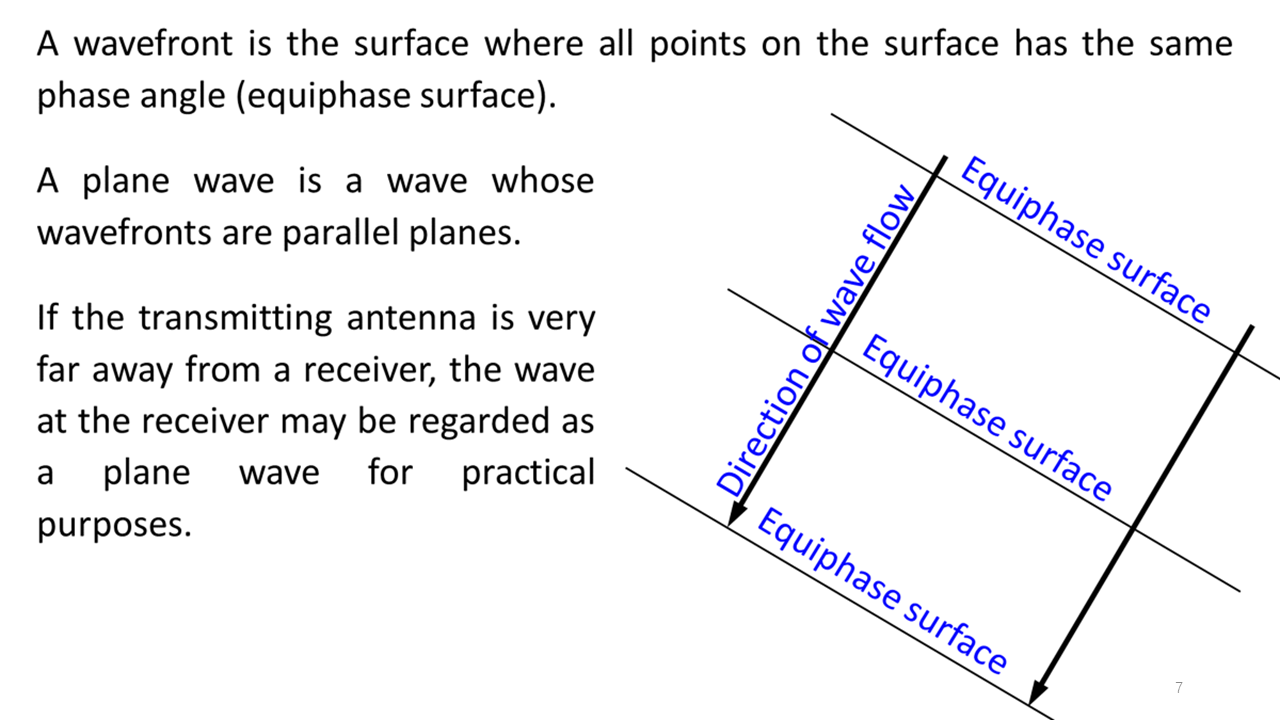 A wavefront is the surface where all points on the surface has the same
phase angle (equiphase surface).
A plane wave is a wave whose
wavefronts are parallel planes.
If the transmitting antenna is very
far away from a receiver, the wave
at the receiver may be regarded as
a plane wave for practical
purposes.
Direction of wave flow
Equiphase surface
Equiphase surface
Equiphase surface
7